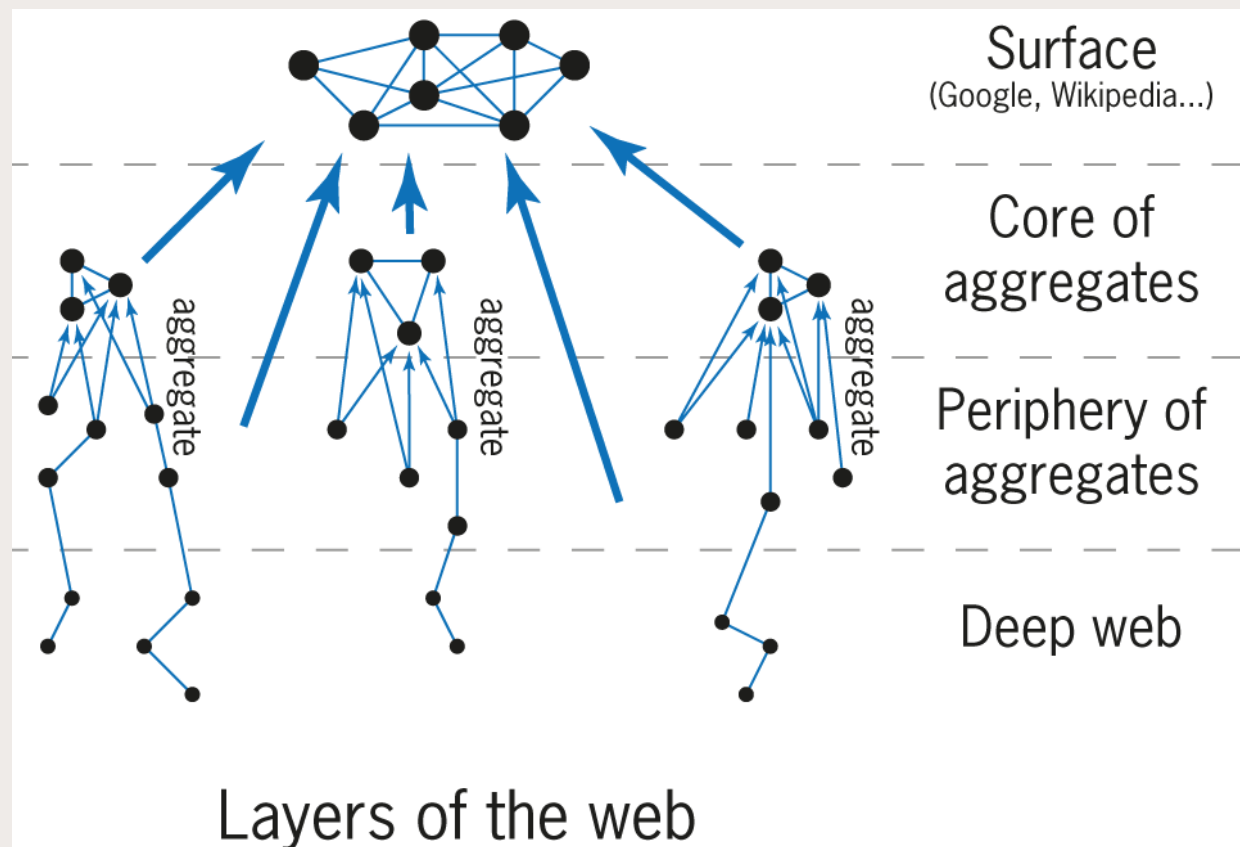 Surface
(Google, Wikipedia...)
Core of
aggregates
aggregate
aggregate
aggregate
Periphery of
aggregates
Deep web
Layers of the web